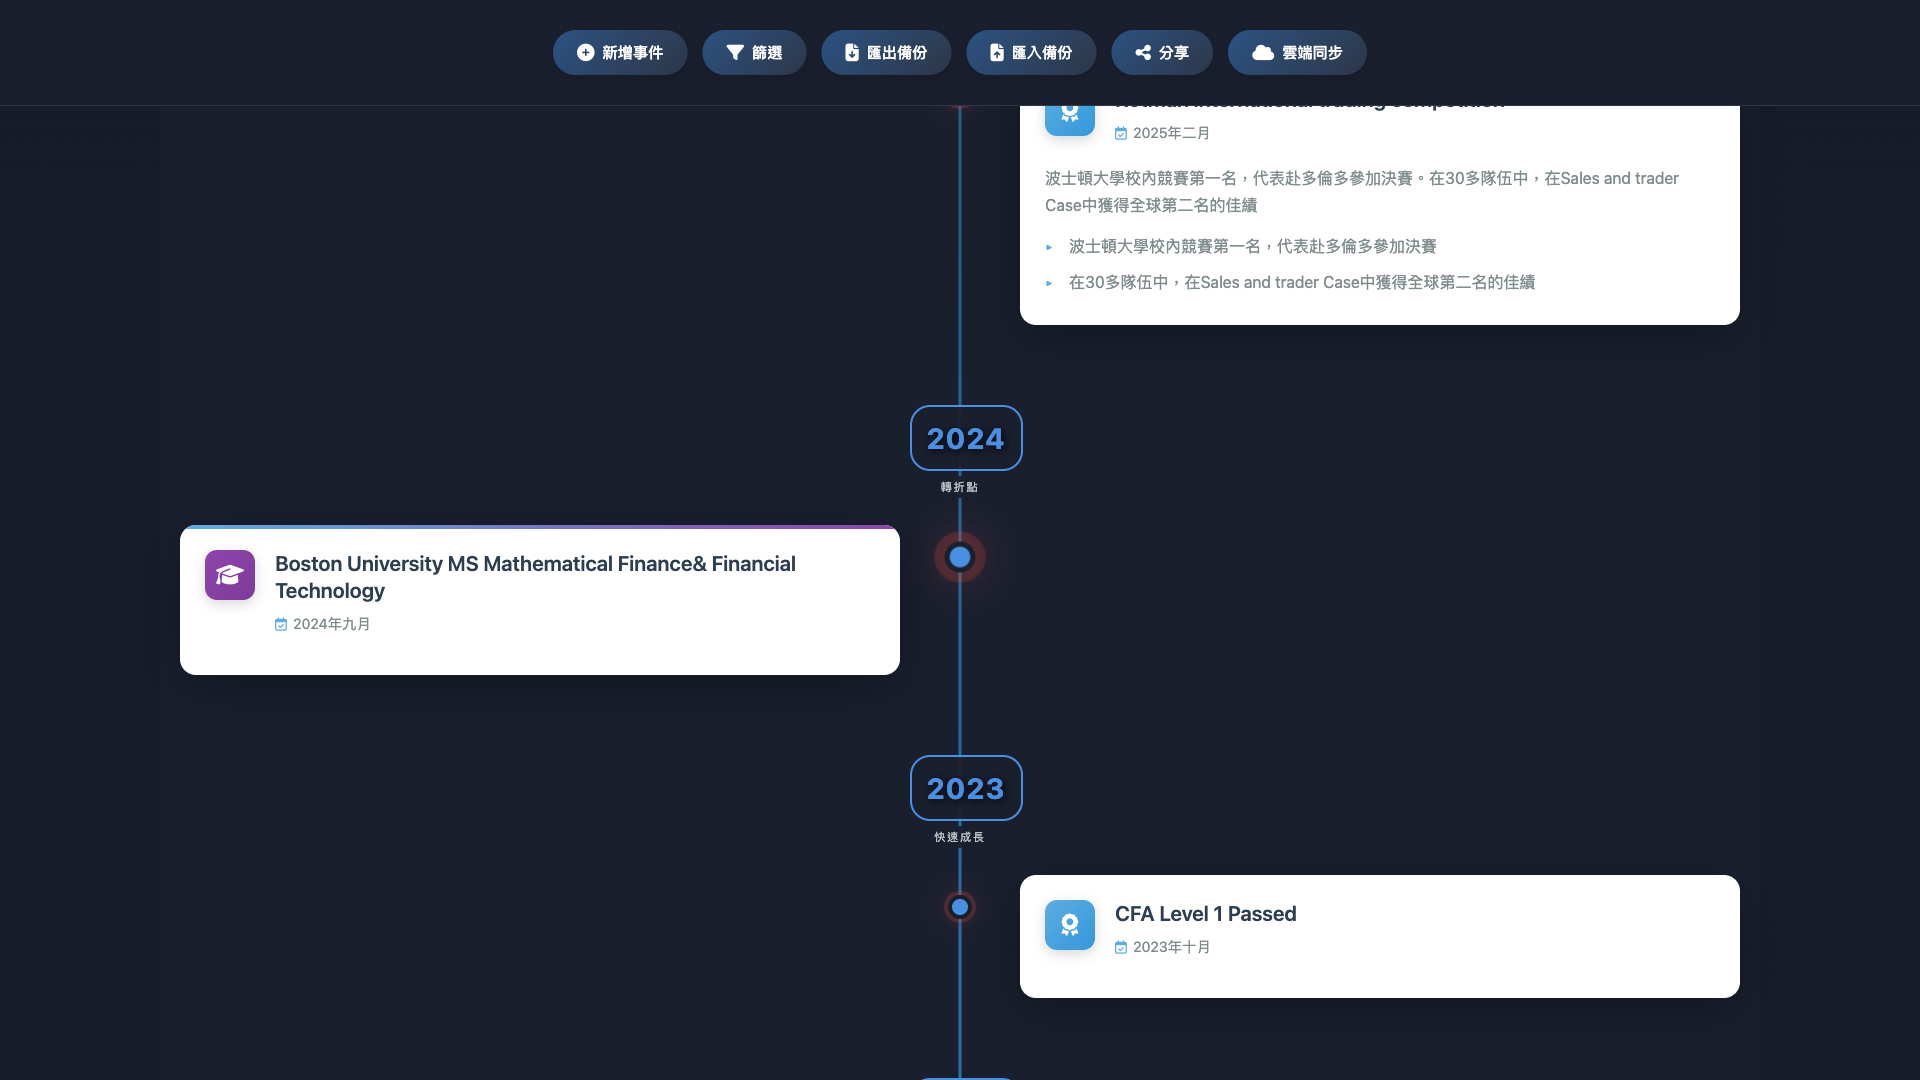 新增事件
篩選
匯出備份
匯入備份
分享
雲端同步
2025年二月
波士頓大學校內競賽第一名，代表赴多倫多參加決賽。在30多隊伍中，在Sales and trader
Case中獲得全球第二名的佳績
波士頓大學校內競賽第一名，代表赴多倫多參加決賽
在30多隊伍中，在Sales and trader Case中獲得全球第二名的佳績
2024
轉折點
Boston University MS Mathematical Finance& Financial
Technology
2024年九月
2023
快速成長
CFA Level 1 Passed
2023年十月